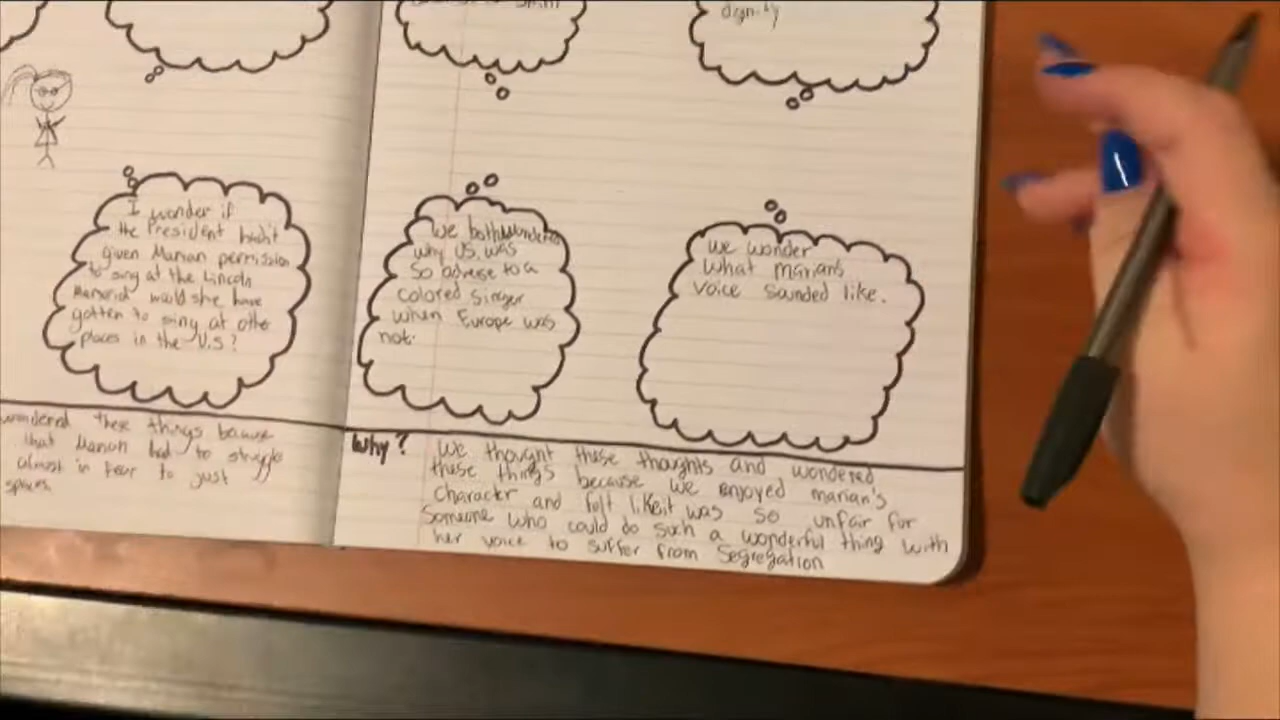 dignity
I wonder if
the President hadn't
given Marian permission
to sing at the Lincoln
Memorial would she have
gotten to sing at other
places in the U.S?
We both wondered
why US. was
so adverse to a
colored singer
when Europe was
not.
we wonder
what marian's
voice sounded like.
wondered these things because
that Marian had to struggle
almost in fear to just
spaces
Why?
We thought these thoughts and wondered
these things because we enjoyed marian's
character and felt like it was so unfair for
someone who could do such a wonderful thing with
her voice to suffer from Segregation